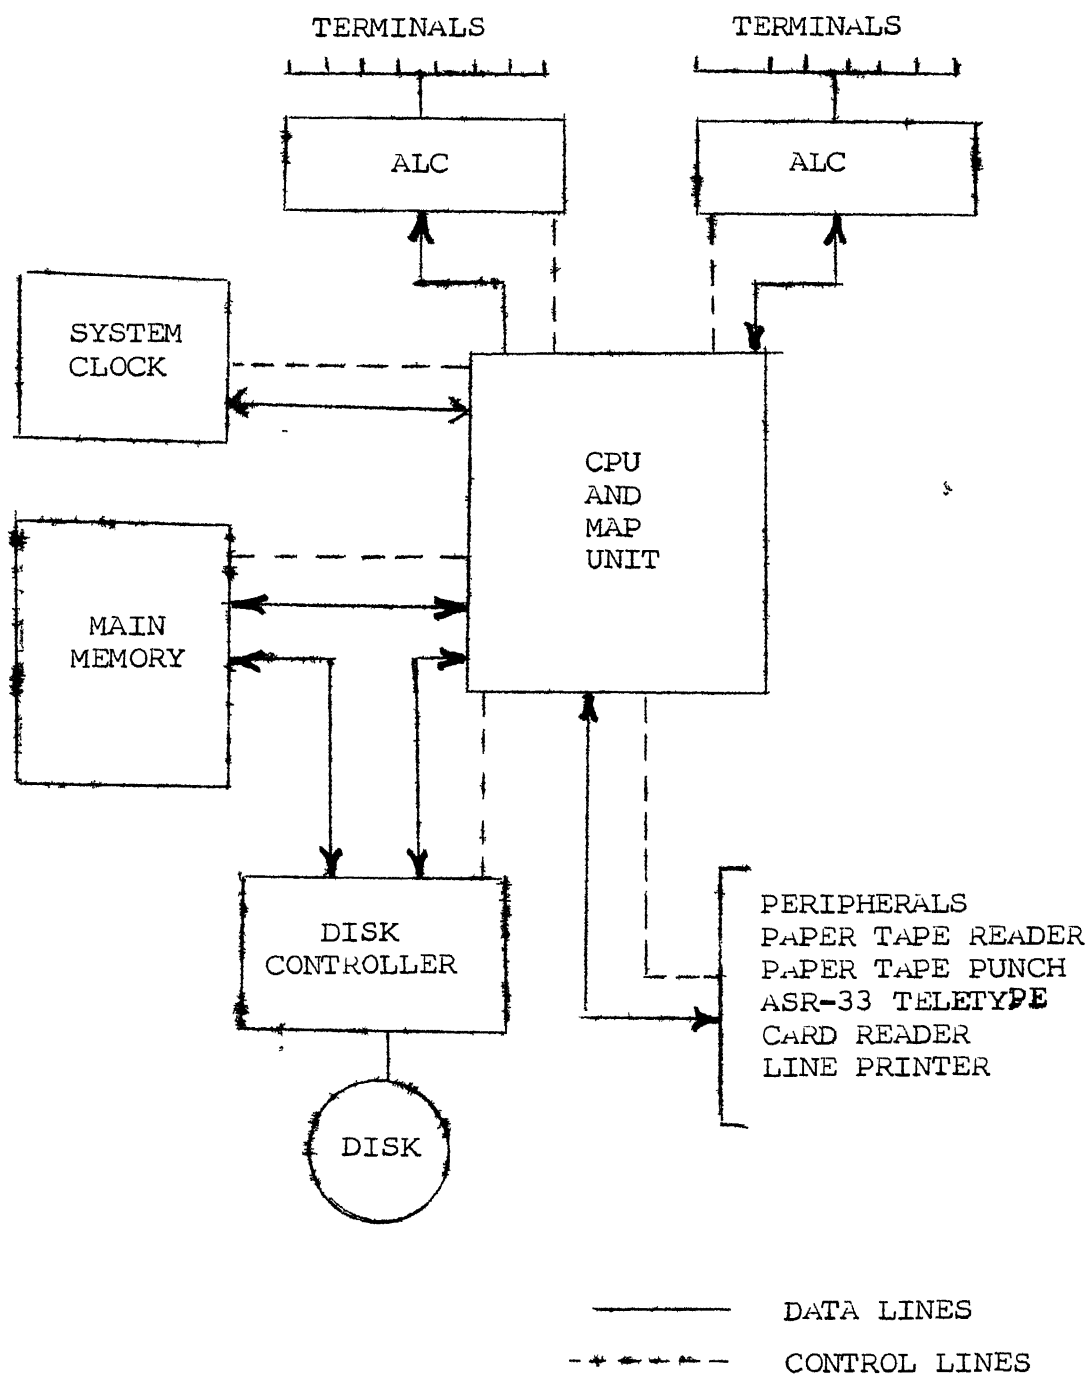 TERMINALS
TERMINALS
ALC
ALC
SYSTEM
CLOCK
CPU
AND
MAP
UNIT
MAIN
MEMORY
DISK
CONTROLLER
PERIPHERALS
PAPER TAPE READER
PAPER TAPE PUNCH
ASR-33 TELETYPE
CARD READER
LINE PRINTER
DISK
DATA LINES
CONTROL LINES